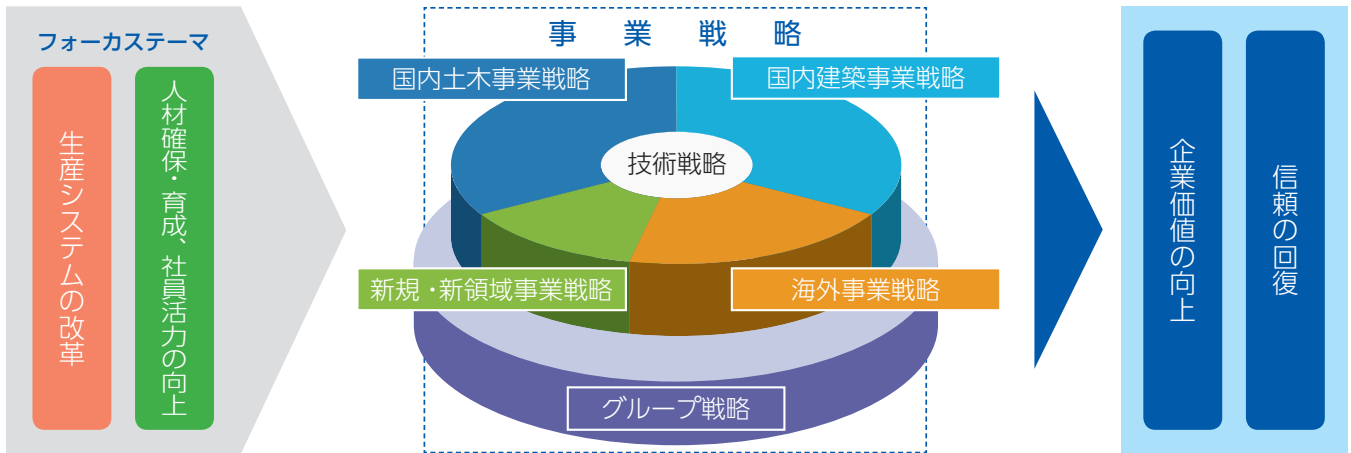 フォーカステーマ
生産システムの改革
人材確保・育成、社員活力の向上
事業戦略
国内土木事業戦略
国内建築事業戦略
技術戦略
新規・新領域事業戦略
海外事業戦略
グループ戦略
企業価値の向上
信頼の回復